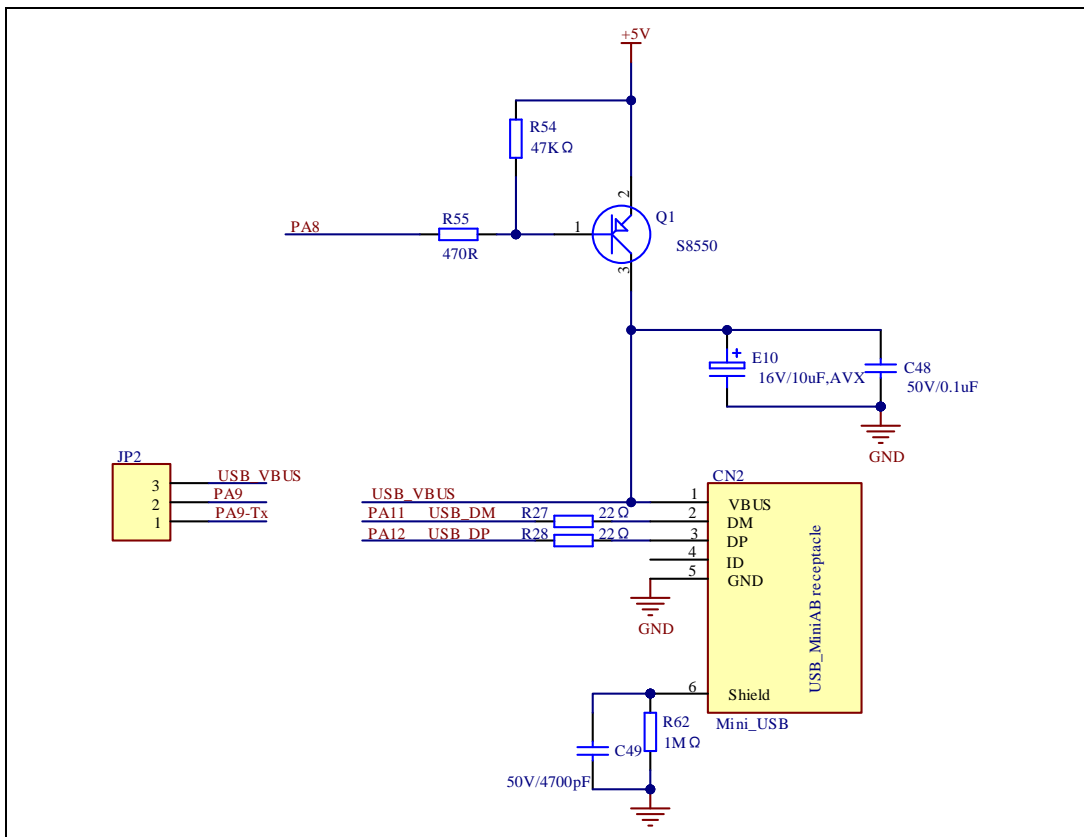 +5V
R54
47KΩ
2
Q1
PA8
R55
1
470R
S8550
3
E10
16V/10uF,AVX
C48
50V/0.1uF
GND
JP2
CN2
3
USB_VBUS
2
PA9
1
PA9-Tx
USB_VBUS
1
VBUS
PA11
USB_DM
R27
22Ω
2
DM
PA12
USB_DP
R28
22Ω
3
DP
4
ID
5
GND
GND
USB_MiniAB receptacle
6
Shield
Mini_USB
R62
1MΩ
C49
50V/4700pF